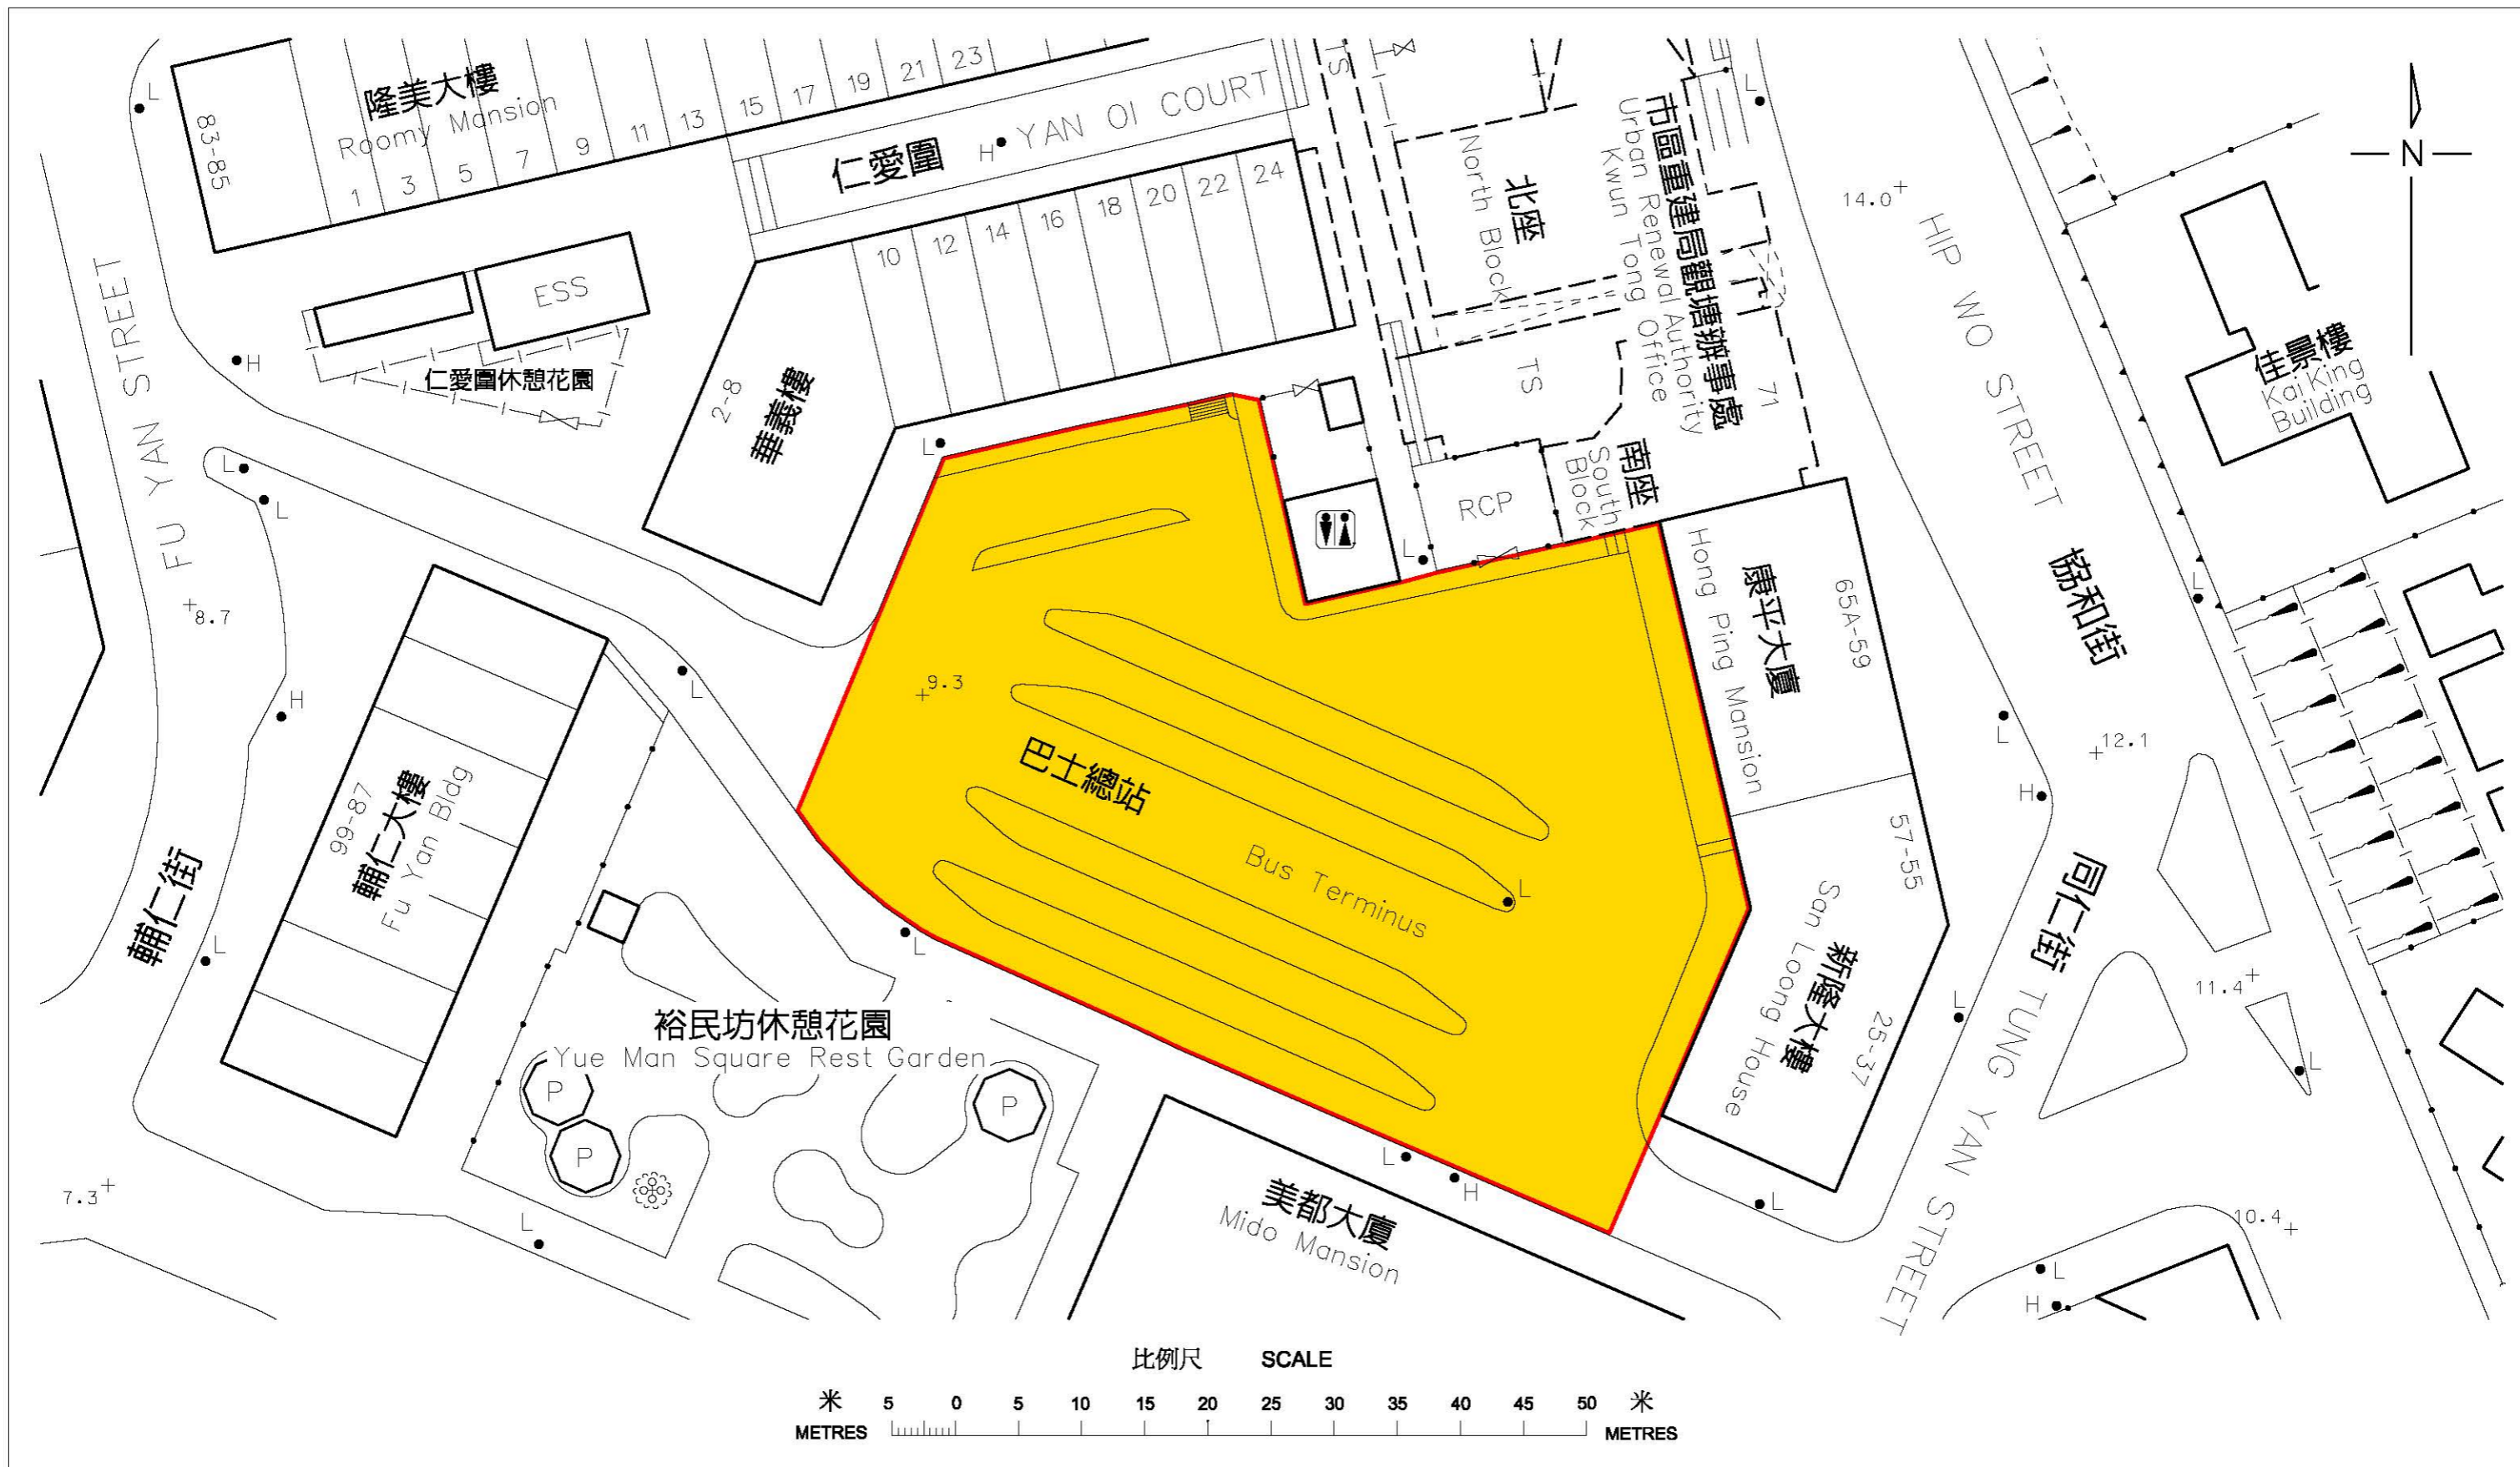 隆美大樓
Roomy Mansion
83-85
1
3
5
7
9
11
13
15
17
19
21
23
L
仁愛圍
H
YAN OI COURT
TS
北座
North Block
市區重建局觀塘辦事處
Urban Renewal Authority
Kwun Tong Office
L
14.0
N
HIP WO STREET
協和街
ESS
仁愛圍休憩花園
H
FU YAN STREET
輔仁街
2-8
華義樓
10
12
14
16
18
20
22
24
TS
71
佳景樓
Kai King
Building
南座
South
Block
RCP
L
L
L
L
8.7
H
L
康平大廈
Hong Ping Mansion
65A-59
L
L
H
12.1
9.3
巴士總站
Bus Terminus
L
99-87
輔仁大樓
Fu Yan Bldg
L
L
57-55
新隆大樓
San Loong House
25-37
同仁街
TUNG YAN STREET
L
11.4
L
裕民坊休憩花園
Yue Man Square Rest Garden
P
P
P
7.3
L
L
H
L
美都大廈
Mido Mansion
10.4
L
H
比例尺 SCALE
米 5 0 5 10 15 20 25 30 35 40 45 50 米
METRES METRES